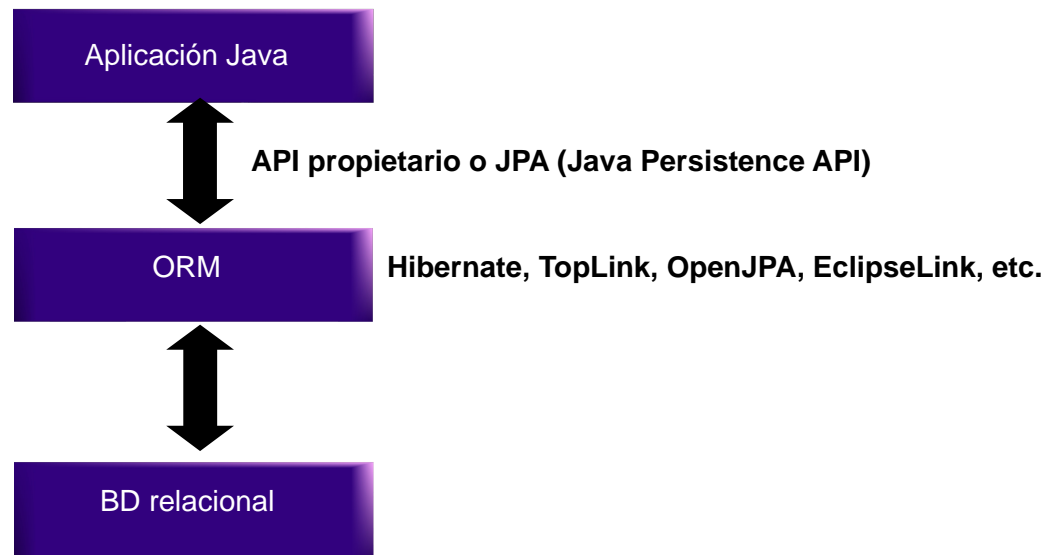 Aplicación Java
API propietario o JPA (Java Persistence API)
ORM
Hibernate, TopLink, OpenJPA, EclipseLink, etc.
BD relacional